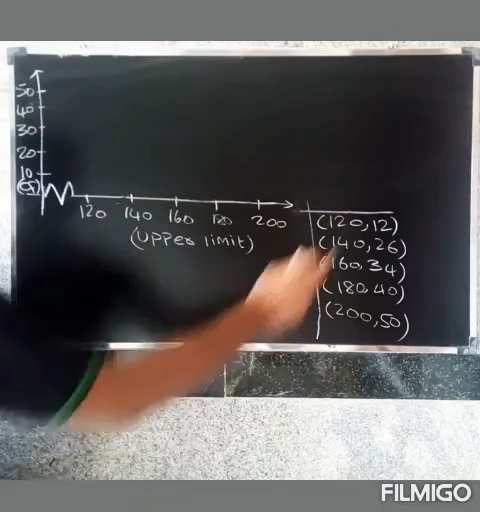 50
40
30
20
10
(cf)
120 140 160 180 200
(upper limit)
(120,12)
(140,26)
(160,34)
(180,40)
(200,50)
FILMIGO